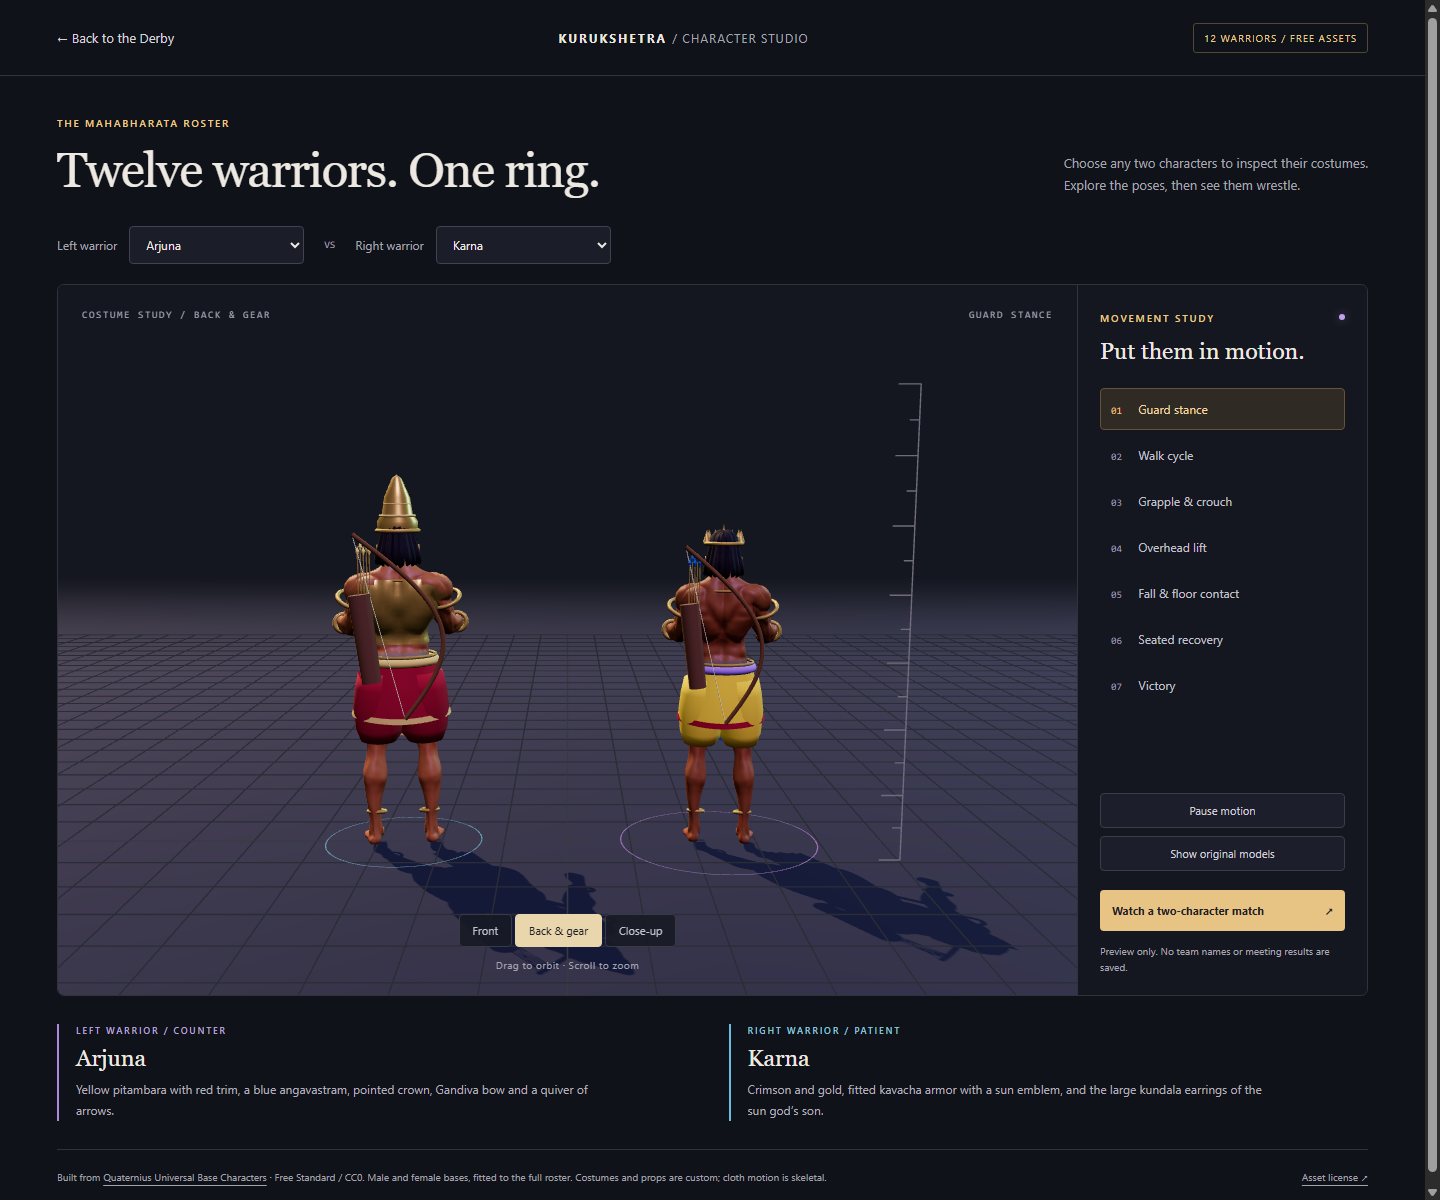 ← Back to the Derby
KURUKSHETRA / CHARACTER STUDIO
12 WARRIORS / FREE ASSETS
THE MAHABHARATA ROSTER
Twelve warriors. One ring.
Choose any two characters to inspect their costumes.
Explore the poses, then see them wrestle.
Left warrior
Arjuna
VS
Right warrior
Karna
COSTUME STUDY / BACK & GEAR
GUARD STANCE
Front
Back & gear
Close-up
Drag to orbit · Scroll to zoom
MOVEMENT STUDY
Put them in motion.
01 Guard stance
02 Walk cycle
03 Grapple & crouch
04 Overhead lift
05 Fall & floor contact
06 Seated recovery
07 Victory
Pause motion
Show original models
Watch a two-character match ↗
Preview only. No team names or meeting results are
saved.
LEFT WARRIOR / COUNTER
Arjuna
Yellow pitambara with red trim, a blue angavastram, pointed crown, Gandiva bow and a quiver of
arrows.
RIGHT WARRIOR / PATIENT
Karna
Crimson and gold, fitted kavacha armor with a sun emblem, and the large kundala earrings of the
sun god's son.
Built from Quaternius Universal Base Characters · Free Standard / CC0. Male and female bases, fitted to the full roster. Costumes and props are custom; cloth motion is skeletal.
Asset license ↗